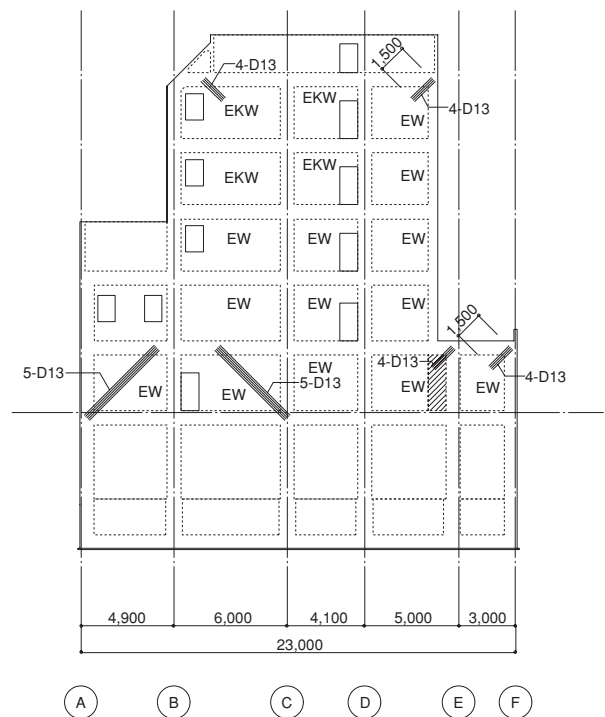 1,500
4-D13
4-D13
EKW
EKW
EW
EKW
EKW
EW
EW
EW
EW
EW
EW
EW
1,500
5-D13
EW
5-D13
EW
EW
4-D13
EW
4-D13
EW
4,900
6,000
4,100
5,000
3,000
23,000
A
B
C
D
E
F